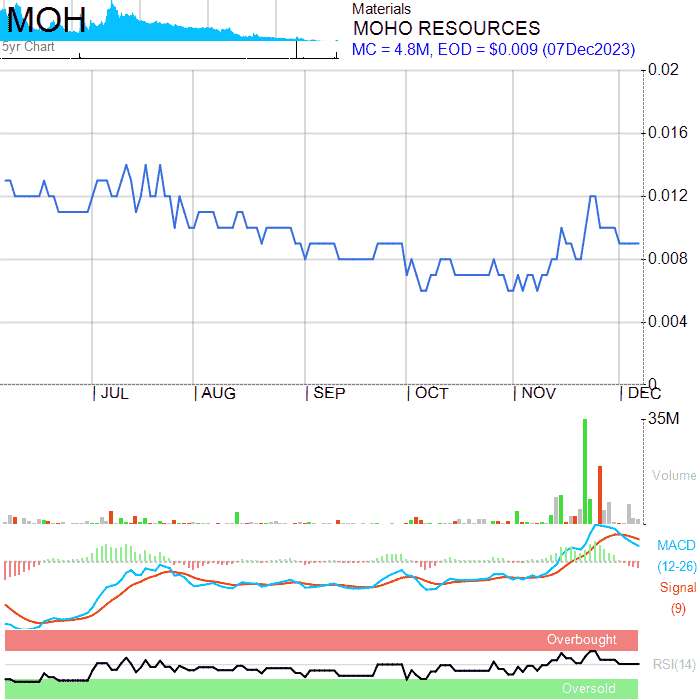 MOH
5yr Chart
Materials
MOHO RESOURCES
MC = 4.8M, EOD = $0.009 (07Dec2023)
0.02
0.016
0.012
0.008
0.004
0
JUL AUG SEP OCT NOV DEC
35M
Volume
MACD
(12-26)
Signal
(9)
Overbought
RSI(14)
Oversold